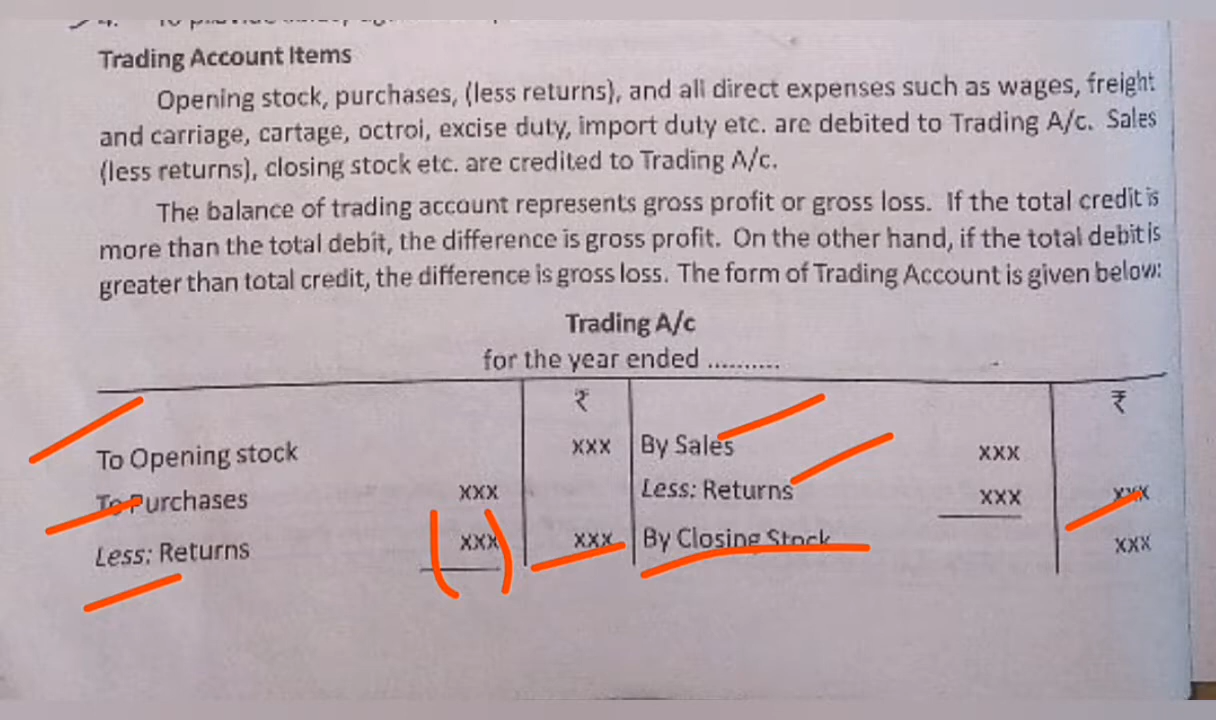 4. To provide
Trading Account Items
Opening stock, purchases, (less returns), and all direct expenses such as wages, freight
and carriage, cartage, octroi, excise duty, import duty etc. are debited to Trading A/c. Sales
(less returns), closing stock etc. are credited to Trading A/c.
The balance of trading account represents gross profit or gross loss. If the total credit is
more than the total debit, the difference is gross profit. On the other hand, if the total debit is
greater than total credit, the difference is gross loss. The form of Trading Account is given below:
Trading A/c
for the year ended ..........
₹ ₹
To Opening stock xxx By Sales xxx
To Purchases xxx Less: Returns xxx xxx
Less: Returns (xxx) xxx By Closing Stock xxx